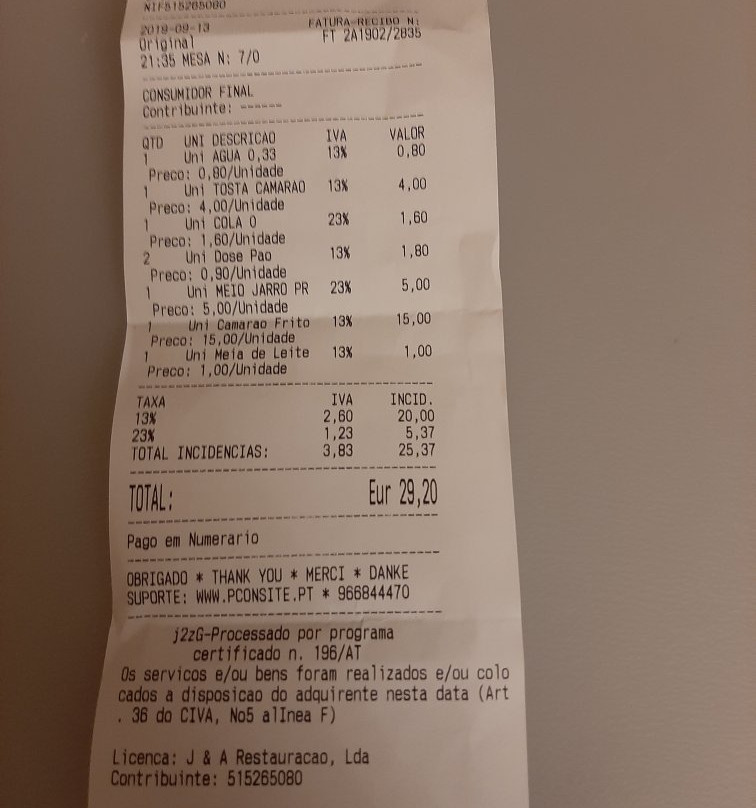 NIF515265080
2019-09-13 FATURA-RECIBO N:
Original FT 2A1902/2835
21:35 MESA N: 7/0
CONSUMIDOR FINAL
Contribuinte: ------
QTD UNI DESCRICAO IVA VALOR
1 Uni AGUA 0,33 13% 0,80
Preco: 0,80/Unidade
1 Uni TOSTA CAMARAO 13% 4,00
Preco: 4,00/Unidade
1 Uni COLA 0 23% 1,60
Preco: 1,60/Unidade
2 Uni Dose Pao 13% 1,80
Preco: 0,90/Unidade
1 Uni MEIO JARRO PR 23% 5,00
Preco: 5,00/Unidade
1 Uni Camarao Frito 13% 15,00
Preco: 15,00/Unidade
1 Uni Meia de Leite 13% 1,00
Preco: 1,00/Unidade
TAXA IVA INCID.
13% 2,60 20,00
23% 1,23 5,37
TOTAL INCIDENCIAS: 3,83 25,37
TOTAL: Eur 29,20
Pago em Numerario
OBRIGADO * THANK YOU * MERCI * DANKE
SUPORTE: WWW.PCONSITE.PT * 966844470
j2zG-Processado por programa
certificado n. 196/AT
Os servicos e/ou bens foram realizados e/ou colo
cados a disposicao do adquirente nesta data (Art
. 36 do CIVA, No5 alInea F)
Licenca: J & A Restauracao, Lda
Contribuinte: 515265080